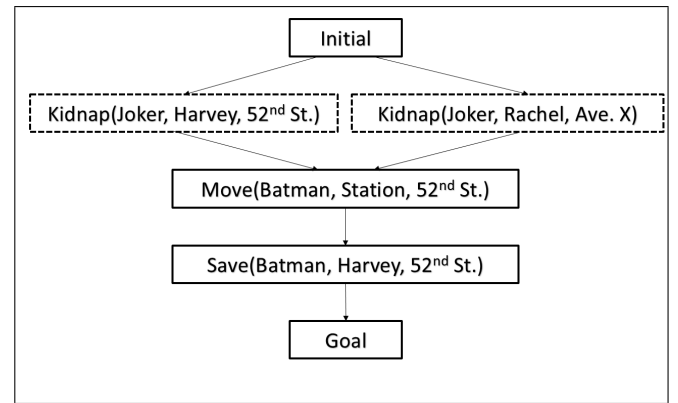 Initial
Kidnap(Joker, Harvey, 52nd St.)
Kidnap(Joker, Rachel, Ave. X)
Move(Batman, Station, 52nd St.)
Save(Batman, Harvey, 52nd St.)
Goal